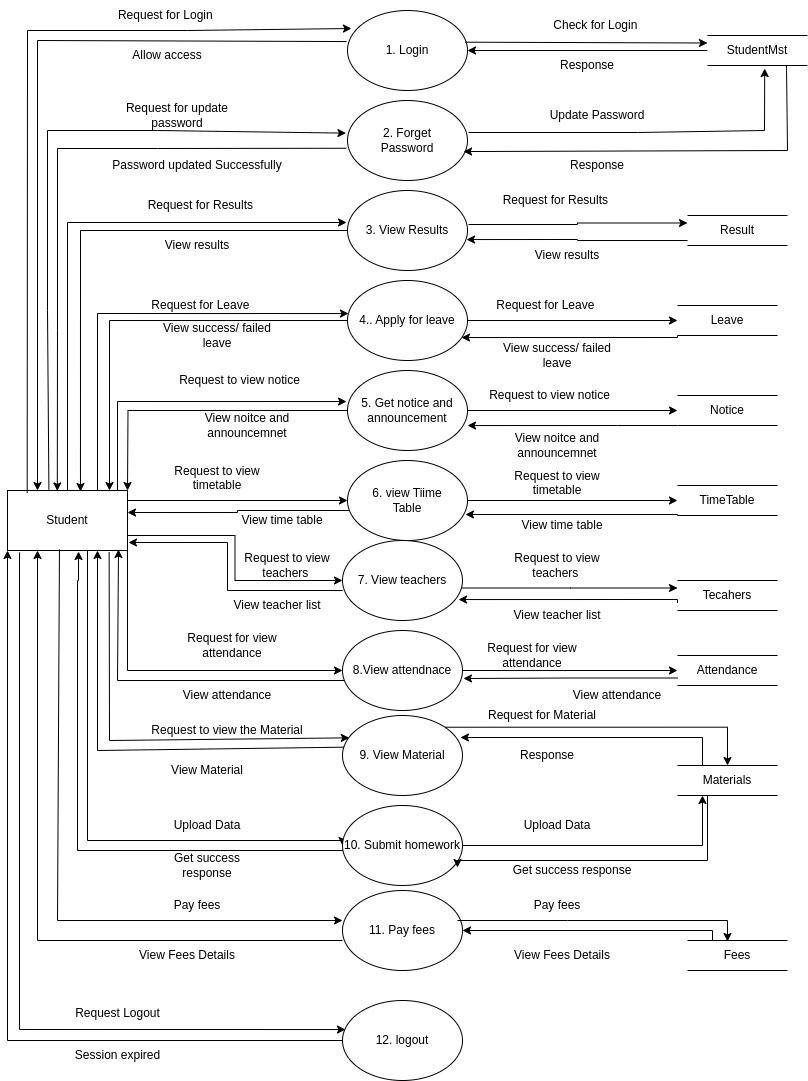 Request for Login
Check for Login
1. Login
StudentMst
Allow access
Response
Request for update
password
Update Password
2. Forget
Password
Password updated Successfully
Response
Request for Results
Request for Results
3. View Results
Result
View results
View results
Request for Leave
Request for Leave
4.. Apply for leave
Leave
View success/ failed
leave
View success/ failed
leave
Request to view notice
Request to view notice
5. Get notice and
announcement
Notice
View noitce and
announcemnet
View noitce and
announcemnet
Request to view
timetable
Request to view
timetable
6. view Tiime
Table
TimeTable
Student
View time table
View time table
Request to view
teachers
Request to view
teachers
7. View teachers
Tecahers
View teacher list
View teacher list
Request for view
attendance
Request for view
attendance
8.View attendnace
Attendance
View attendance
View attendance
Request for Material
Request to view the Material
9. View Material
Response
View Material
Materials
Upload Data
Upload Data
10. Submit homework
Get success
response
Get success response
Pay fees
Pay fees
11. Pay fees
View Fees Details
View Fees Details
Fees
Request Logout
12. logout
Session expired